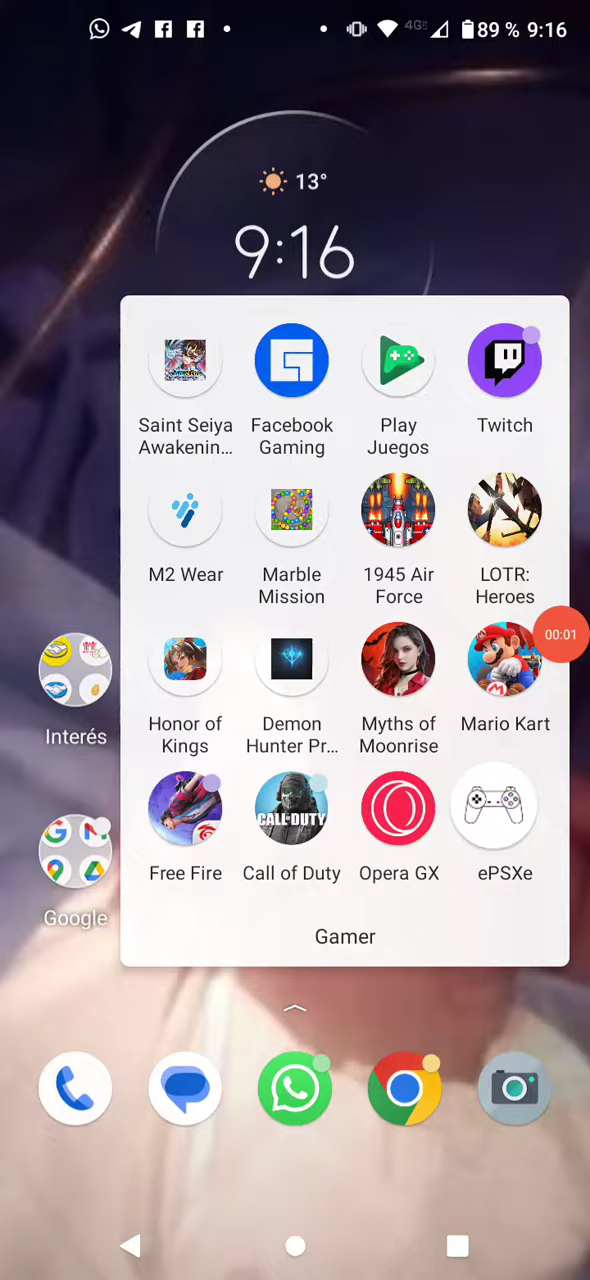 4G
89 % 9:16
13°
9:16
Saint Seiya
Awakenin...
Facebook
Gaming
Play
Juegos
Twitch
M2 Wear
Marble
Mission
1945 Air
Force
LOTR:
Heroes
00:01
Honor of
Kings
Demon
Hunter Pr...
Myths of
Moonrise
Mario Kart
Interés
CALL·DUTY
Free Fire
Call of Duty
Opera GX
ePSXe
Google
Gamer